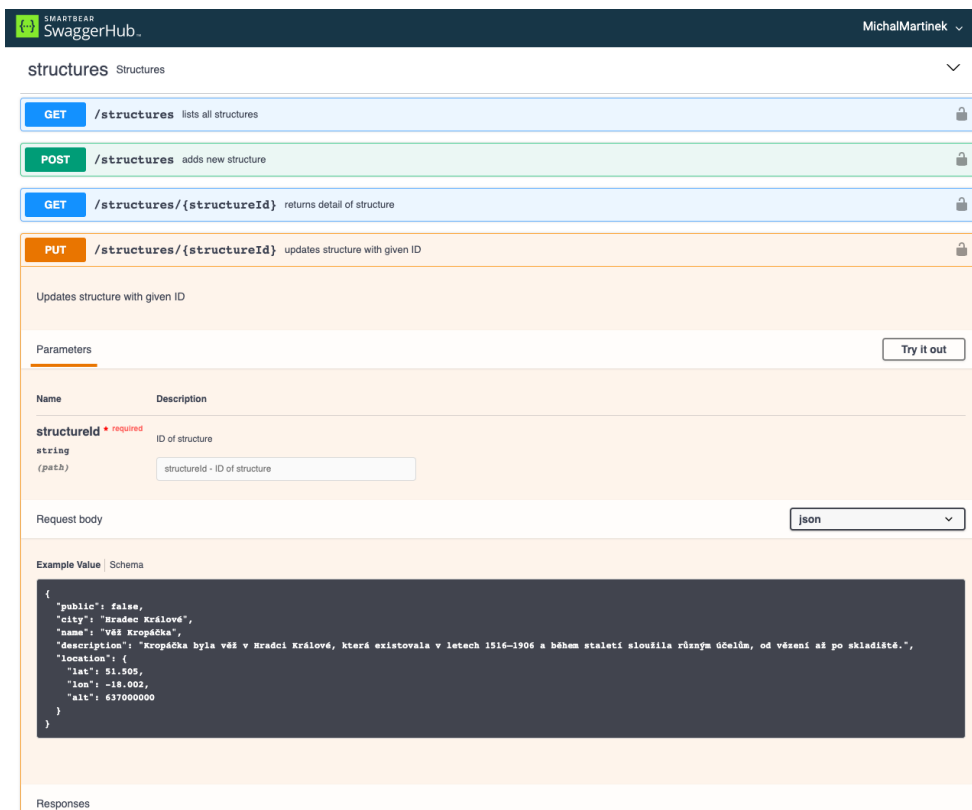 SMARTBEAR
SwaggerHub™
MichalMartinek
structures Structures
GET /structures lists all structures
POST /structures adds new structure
GET /structures/{structureId} returns detail of structure
PUT /structures/{structureId} updates structure with given ID
Updates structure with given ID
Parameters
Try it out
Name Description
structureId * required
ID of structure
string
(path)
structureId - ID of structure
Request body
json
Example Value Schema
{
"public": false,
"city": "Hradec Králové",
"name": "Věž Kropáčka",
"description": "Kropáčka byla věž v Hradci Králové, která existovala v letech 1516–1906 a během staletí sloužila různým účelům, od vězení až po skladiště.",
"location": {
"lat": 51.505,
"lon": -18.002,
"alt": 637000000
}
}
Responses